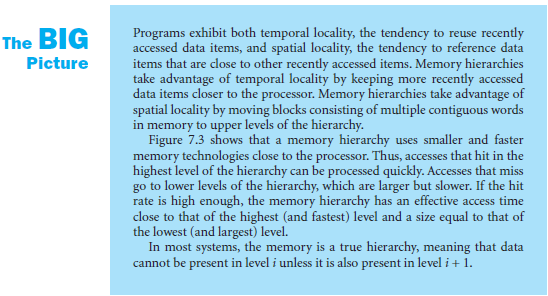 The BIG
Picture
Programs exhibit both temporal locality, the tendency to reuse recently
accessed data items, and spatial locality, the tendency to reference data
items that are close to other recently accessed items. Memory hierarchies
take advantage of temporal locality by keeping more recently accessed
data items closer to the processor. Memory hierarchies take advantage of
spatial locality by moving blocks consisting of multiple contiguous words
in memory to upper levels of the hierarchy.
Figure 7.3 shows that a memory hierarchy uses smaller and faster
memory technologies close to the processor. Thus, accesses that hit in the
highest level of the hierarchy can be processed quickly. Accesses that miss
go to lower levels of the hierarchy, which are larger but slower. If the hit
rate is high enough, the memory hierarchy has an effective access time
close to that of the highest (and fastest) level and a size equal to that of
the lowest (and largest) level.
In most systems, the memory is a true hierarchy, meaning that data
cannot be present in level i unless it is also present in level i + 1.